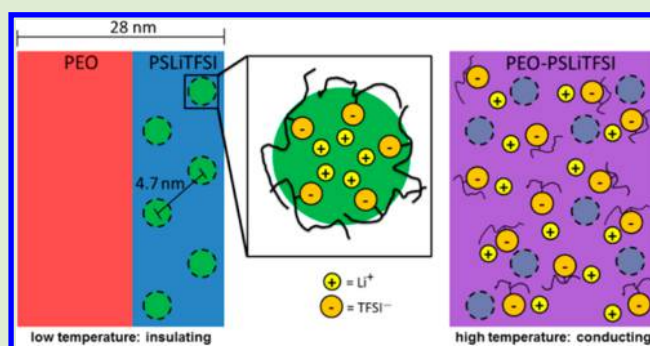 28 nm
PEO
PSLiTFSI
PEO-PSLiTFSI
4.7 nm
+ = Li⁺
- = TFSI⁻
low temperature: insulating
high temperature: conducting